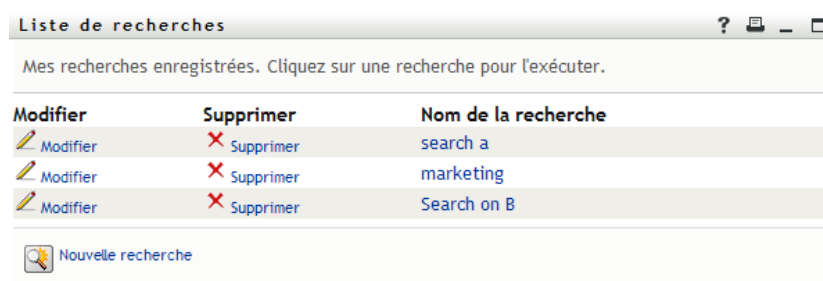 Liste de recherches ?
Mes recherches enregistrées. Cliquez sur une recherche pour l'exécuter.
Modifier Supprimer Nom de la recherche
Modifier Supprimer search a
Modifier Supprimer marketing
Modifier Supprimer Search on B
Nouvelle recherche